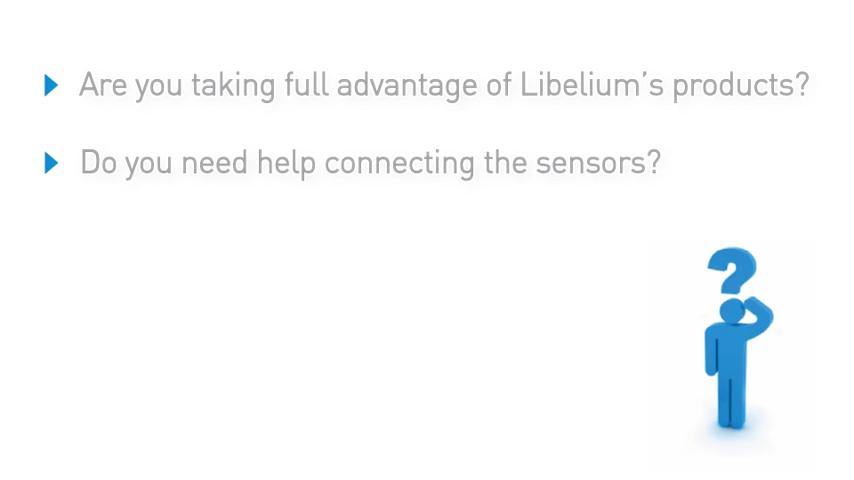 Are you taking full advantage of Libelium's products?
Do you need help connecting the sensors?
?